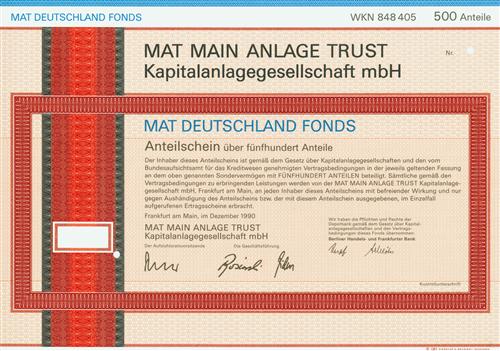 MAT DEUTSCHLAND FONDS WKN 848 405 500 Anteile
MAT MAIN ANLAGE TRUST Nr.
Kapitalanlagegesellschaft mbH
MAT DEUTSCHLAND FONDS
Anteilschein über fünfhundert Anteile
Der Inhaber dieses Anteilscheins ist gemäß dem Gesetz über Kapitalanlagegesellschaften und den vom
Bundesaufsichtsamt für das Kreditwesen genehmigten Vertragsbedingungen in der jeweils geltenden Fassung
an dem oben genannten Sondervermögen mit FÜNFHUNDERT ANTEILEN beteiligt. Sämtliche gemäß den
Vertragsbedingungen zu erbringenden Leistungen werden von der MAT MAIN ANLAGE TRUST Kapitalanlage-
gesellschaft mbH, Frankfurt am Main, an jeden Inhaber dieses Anteilscheins mit befreiender Wirkung und nur
gegen Aushändigung des Anteilscheins bzw. der mit diesem Anteilschein ausgegebenen, im Einzelfall
aufgerufenen Ertragsscheine erbracht.
Frankfurt am Main, im Dezember 1990
MAT MAIN ANLAGE TRUST
Kapitalanlagegesellschaft mbH
Der Aufsichtsratsvorsitzende Die Geschäftsführung
Wir haben die Pflichten und Rechte der
Depotbank gemäß dem Gesetz über Kapital-
anlagegesellschaften und den Vertrags-
bedingungen dieses Fonds übernommen.
Berliner Handels- und Frankfurter Bank
Kontrollunterschrift